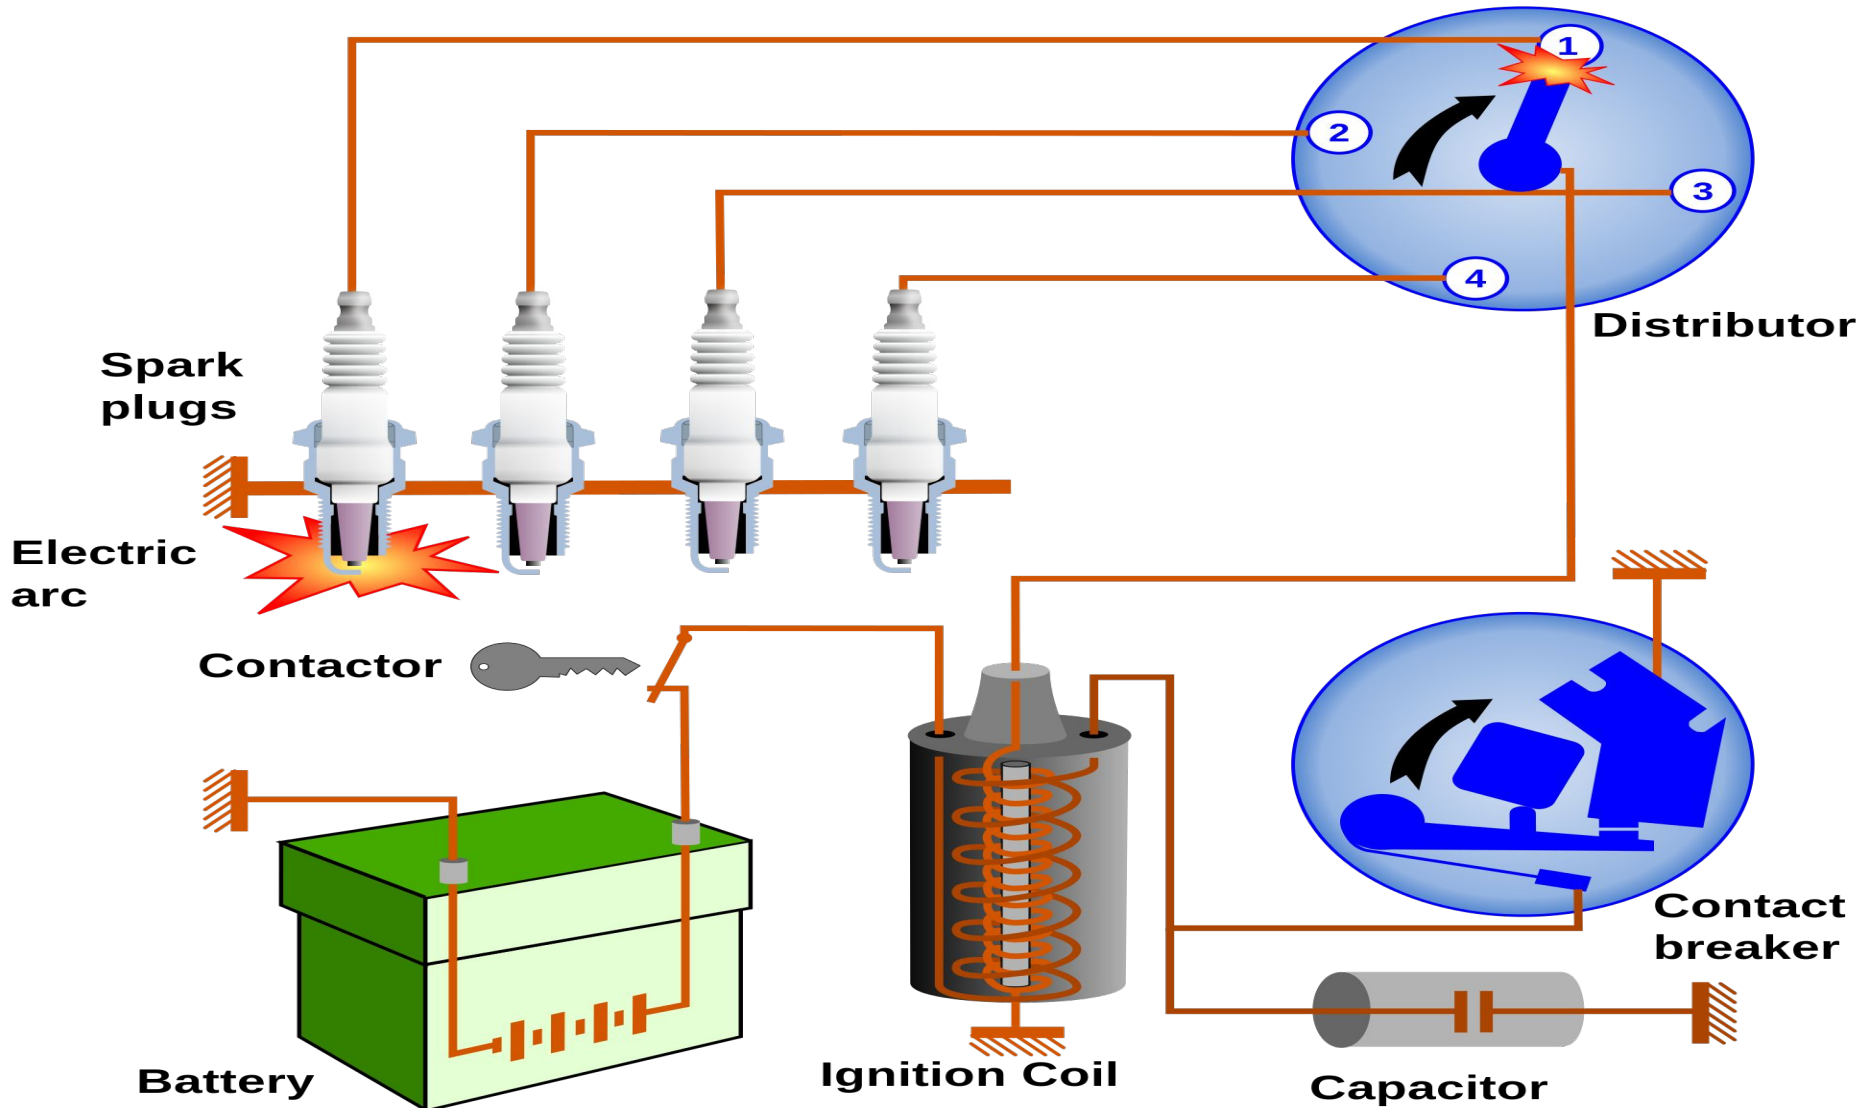 1
2
3
4
Distributor
Spark
plugs
Electric
arc
Contactor
Contact
breaker
Ignition Coil
Battery
Capacitor